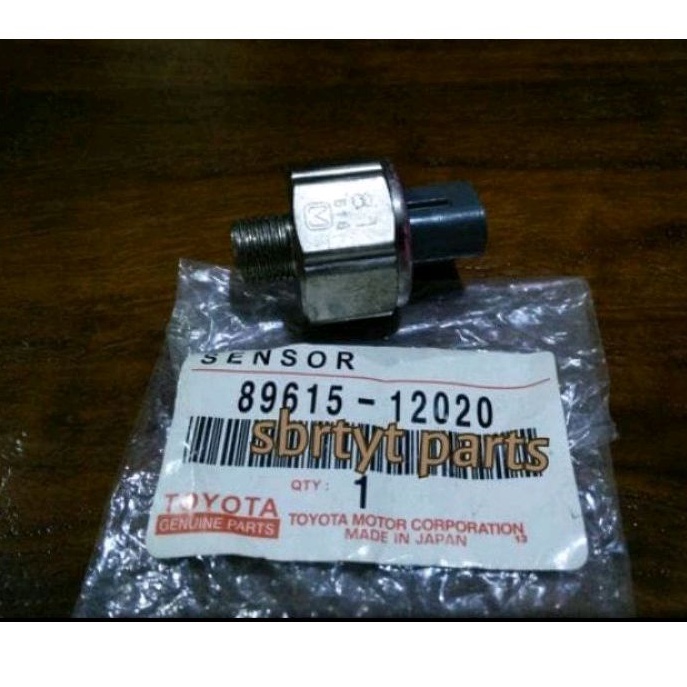 SENSOR
89615-12020
sbrtyt parts
QTY: 1
TOYOTA
GENUINE PARTS
TOYOTA MOTOR CORPORATION
MADE IN JAPAN
13